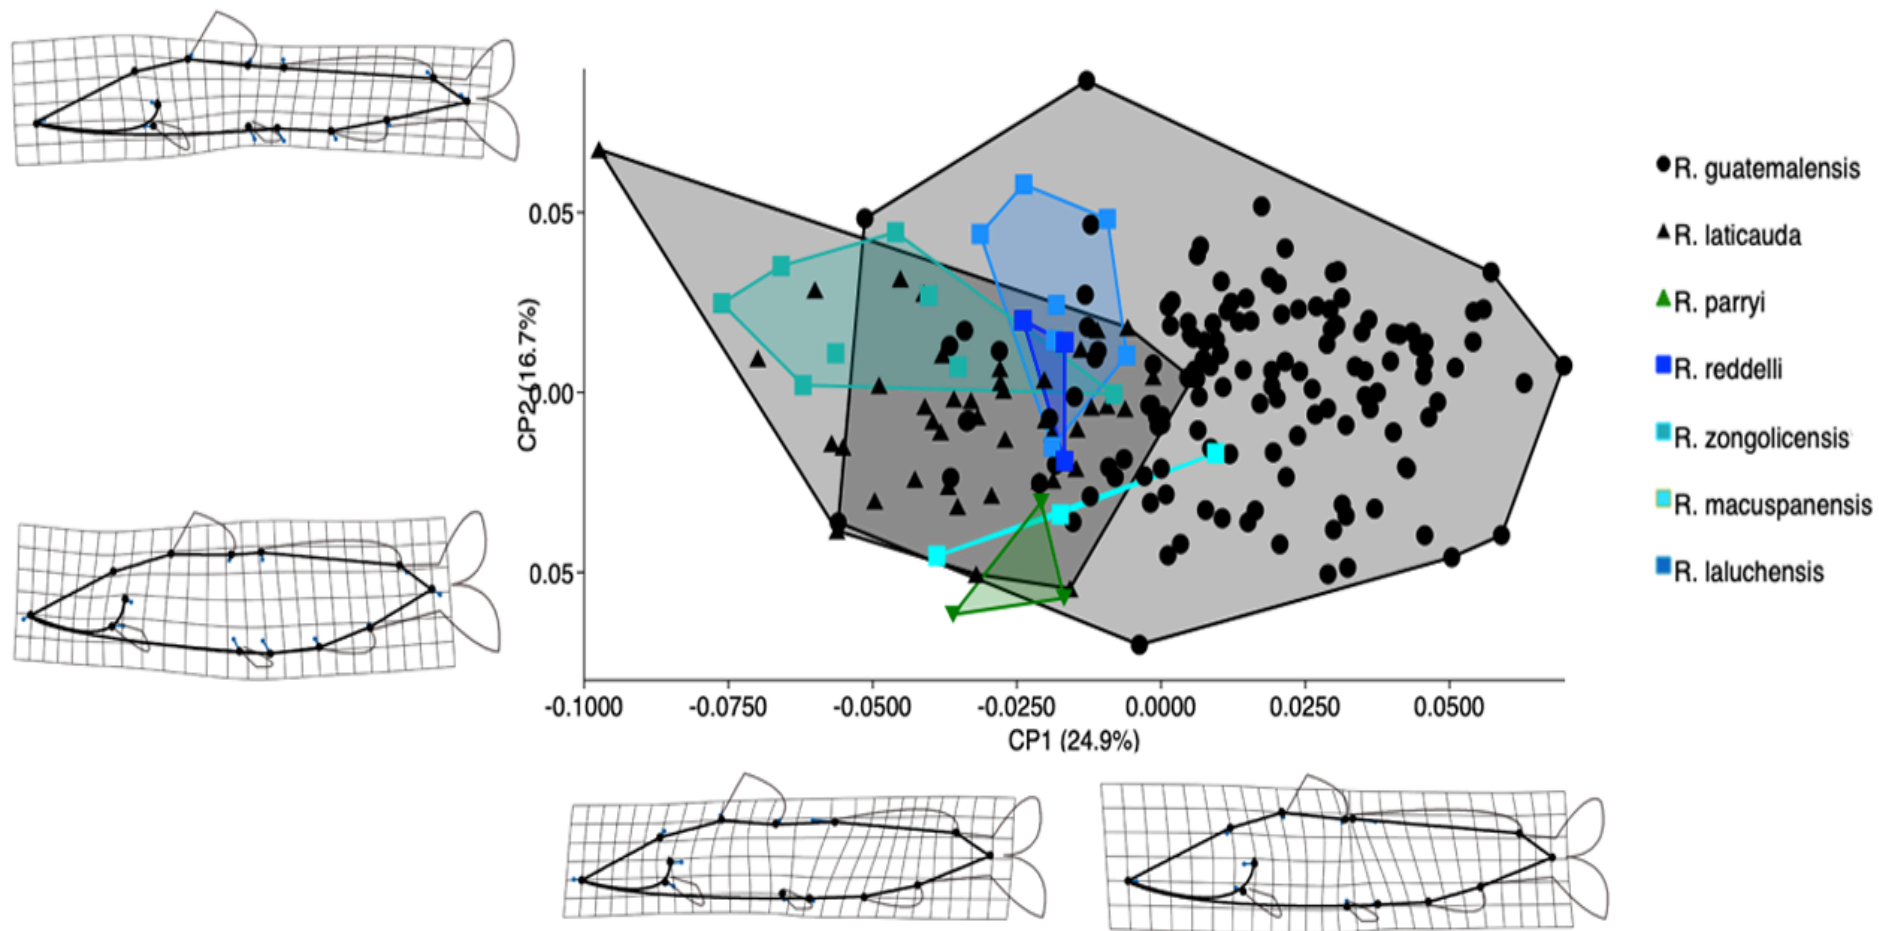 0.05
0.00
0.05
CP2 (16.7%)
-0.1000 -0.0750 -0.0500 -0.0250 0.0000 0.0250 0.0500
CP1 (24.9%)
R. guatemalensis
R. laticauda
R. parryi
R. reddelli
R. zongolicensis
R. macuspanensis
R. laluchensis